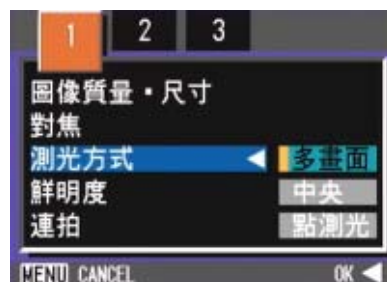 1 2 3
圖像質量・尺寸
對焦
測光方式 ◀ 多畫面
鮮明度 中央
連拍 點測光
MENU CANCEL OK ◀